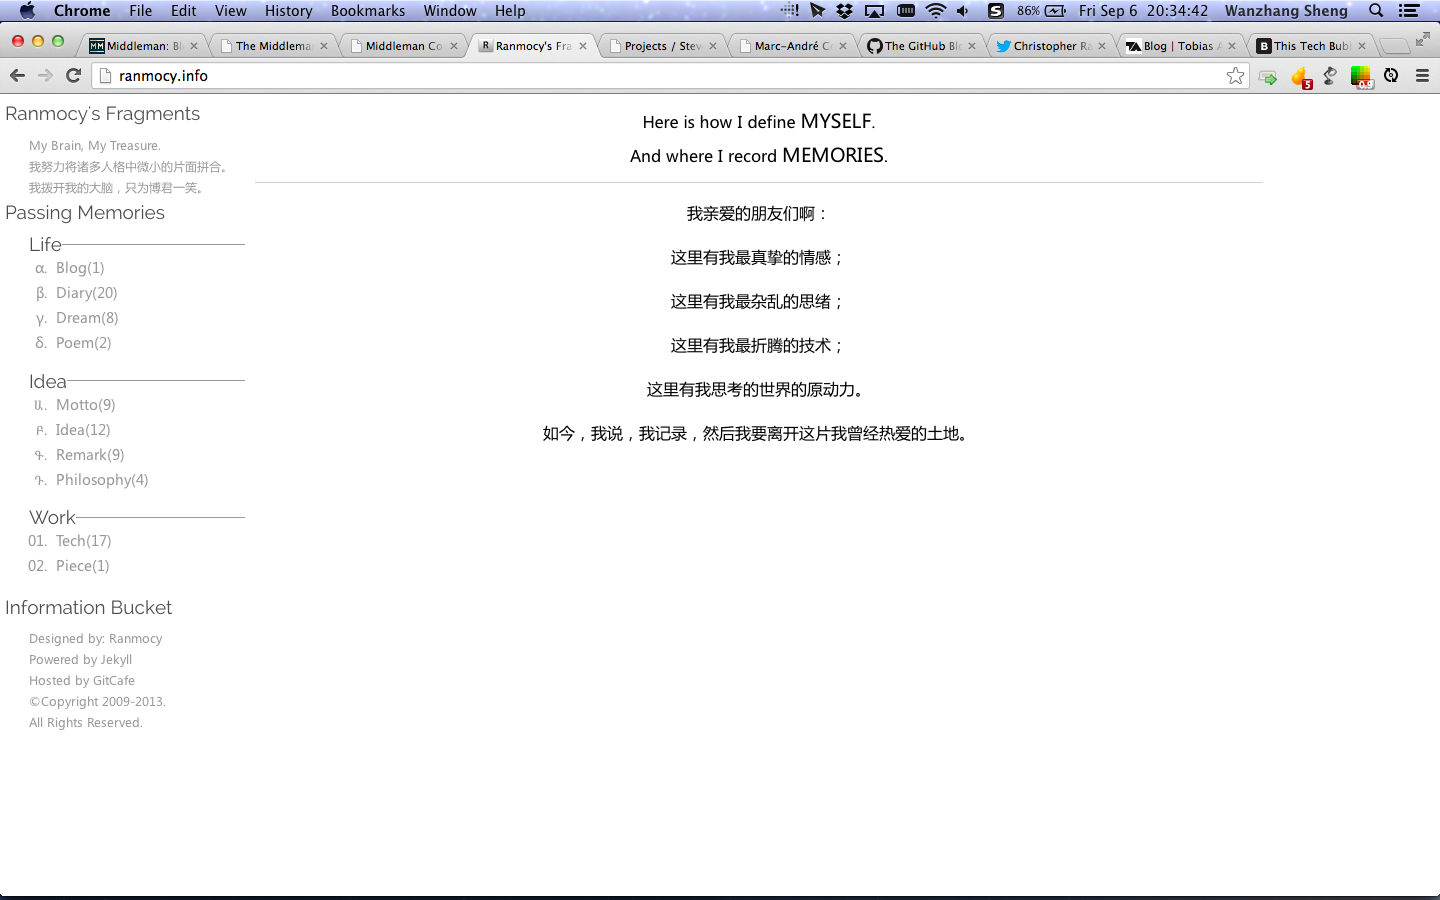 Chrome File Edit View History Bookmarks Window Help 86% Fri Sep 6 20:34:42 Wanzhang Sheng
Middleman: Bl The Middlema Middleman Co Ranmocy's Fra Projects / Stev Marc-André C The GitHub Blo Christopher Ra Blog | Tobias A This Tech Bubb
ranmocy.info
5
0.9
Ranmocy's Fragments
My Brain, My Treasure.
我努力将诸多人格中微小的片面拼合。
我拨开我的大脑，只为博君一笑。
Passing Memories
Life
α. Blog(1)
β. Diary(20)
γ. Dream(8)
δ. Poem(2)
Idea
Motto(9)
Idea(12)
Remark(9)
Philosophy(4)
Work
01. Tech(17)
02. Piece(1)
Information Bucket
Designed by: Ranmocy
Powered by Jekyll
Hosted by GitCafe
©Copyright 2009-2013.
All Rights Reserved.
Here is how I define MYSELF.
And where I record MEMORIES.
我亲爱的朋友们啊：
这里有我最真挚的情感；
这里有我最杂乱的思绪；
这里有我最折腾的技术；
这里有我思考的世界的原动力。
如今，我说，我记录，然后我要离开这片我曾经热爱的土地。